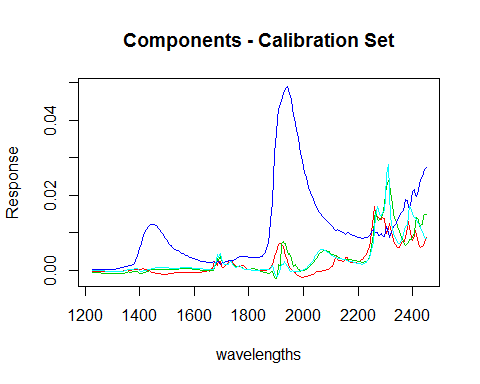 Components - Calibration Set
Response
0.04
0.02
0.00
1200 1400 1600 1800 2000 2200 2400
wavelengths